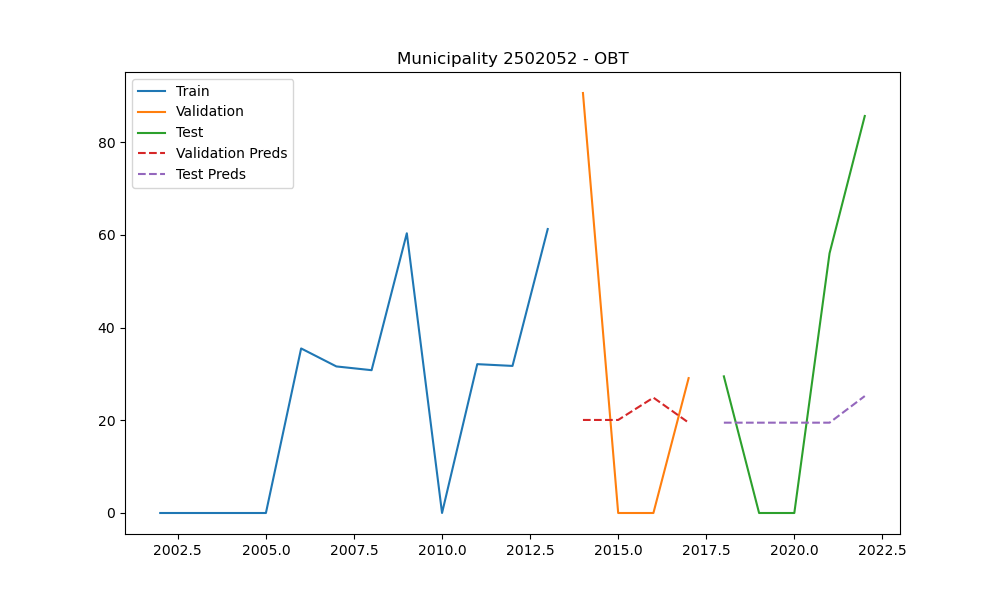 Municipality 2502052 - OBT
Train
Validation
Test
Validation Preds
Test Preds
80
60
40
20
0
2002.5 2005.0 2007.5 2010.0 2012.5 2015.0 2017.5 2020.0 2022.5